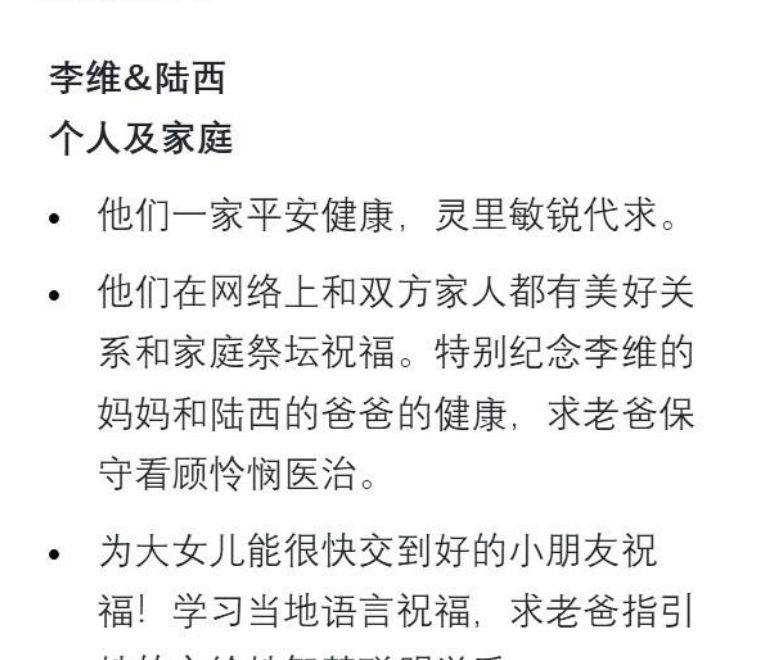 李维&陆西
个人及家庭
• 他们一家平安健康，灵里敏锐代求。
• 他们在网络上和双方家人都有美好关
系和家庭祭坛祝福。特别纪念李维的
妈妈和陆西的爸爸的健康，求老爸保
守看顾怜悯医治。
• 为大女儿能很快交到好的小朋友祝
福！学习当地语言祝福，求老爸指引